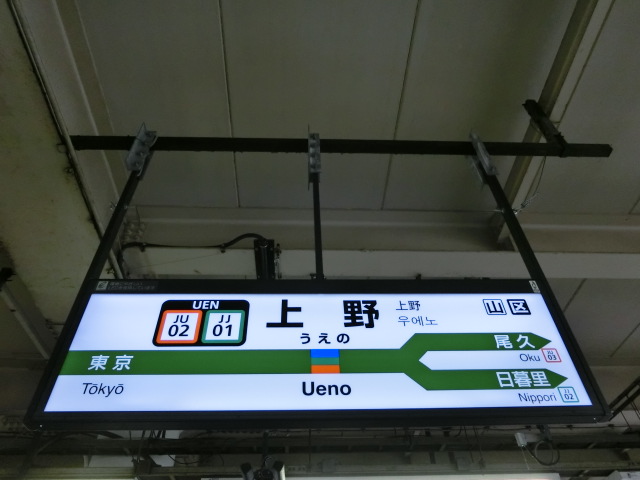 UEN
JU 02
JJ 01
上野
上野
우에노
山 区
うえの
東京
尾久
Oku
JU 03
日暮里
Tōkyō
Ueno
Nippori
JJ 02